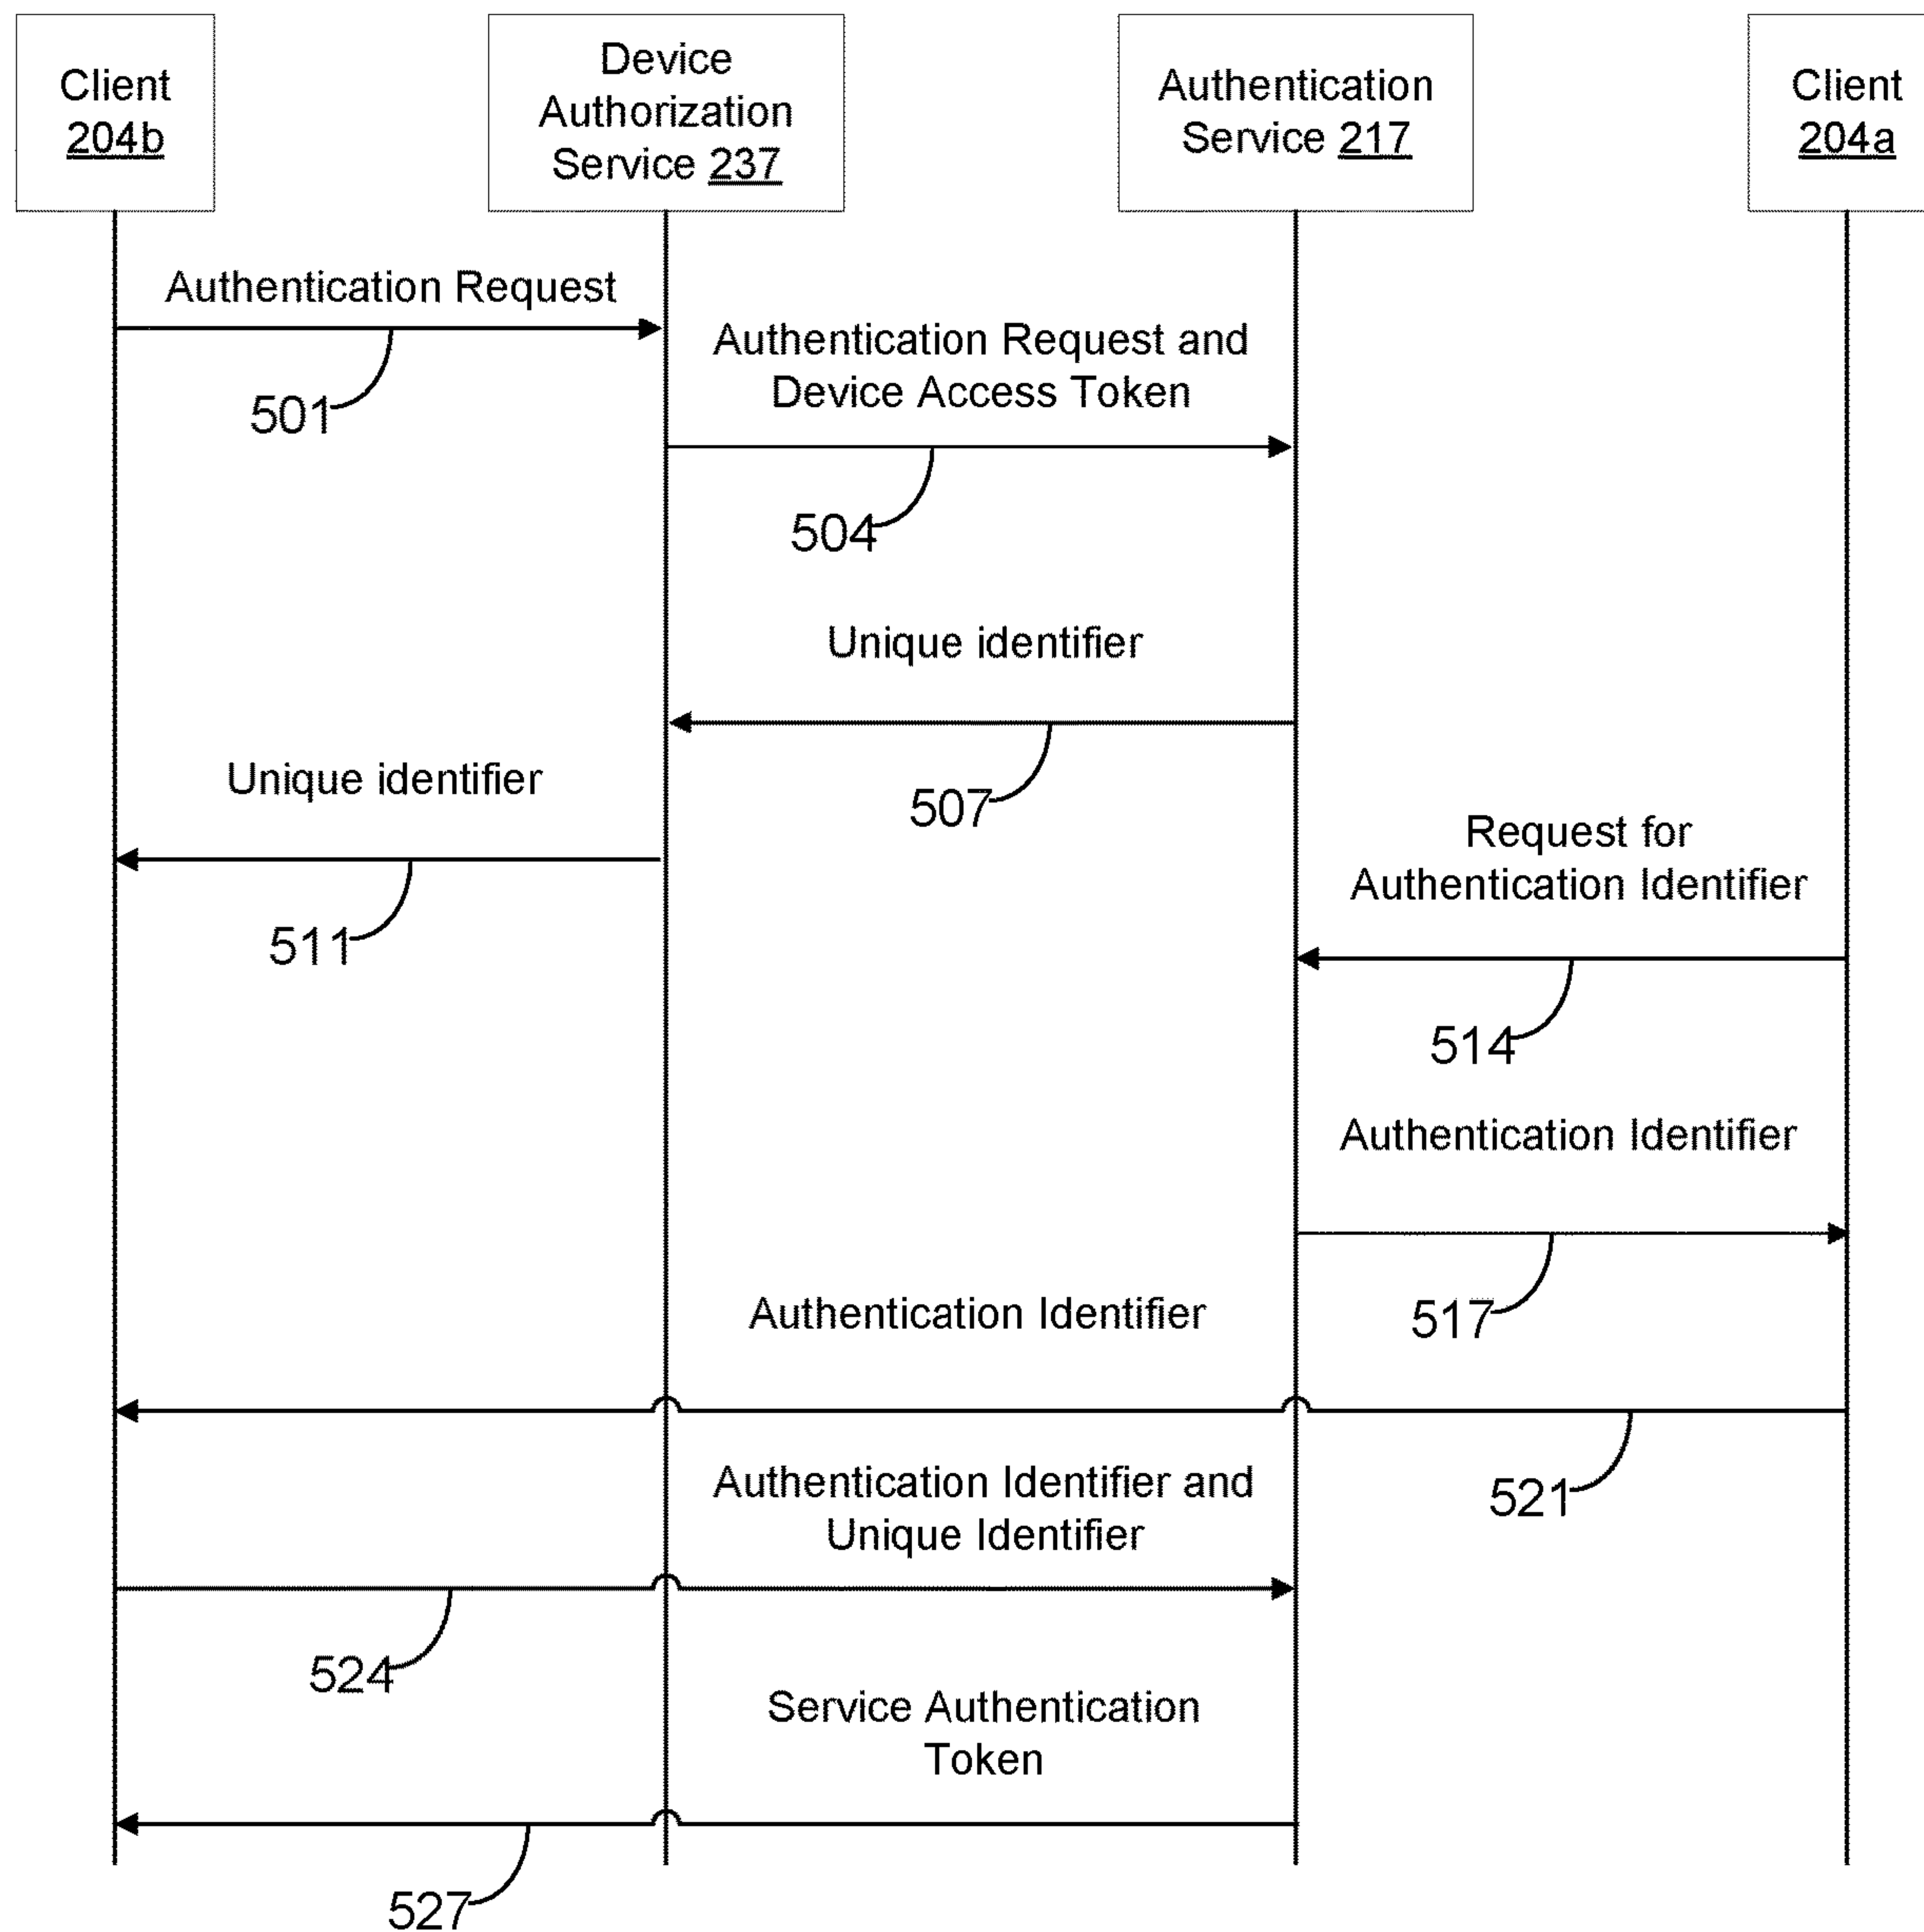 Client
204b
Device
Authorization
Service 237
Authentication
Service 217
Client
204a
Authentication Request
501
Authentication Request and
Device Access Token
504
Unique identifier
507
Unique identifier
511
Request for
Authentication Identifier
514
Authentication Identifier
517
Authentication Identifier
521
Authentication Identifier and
Unique Identifier
524
Service Authentication
Token
527